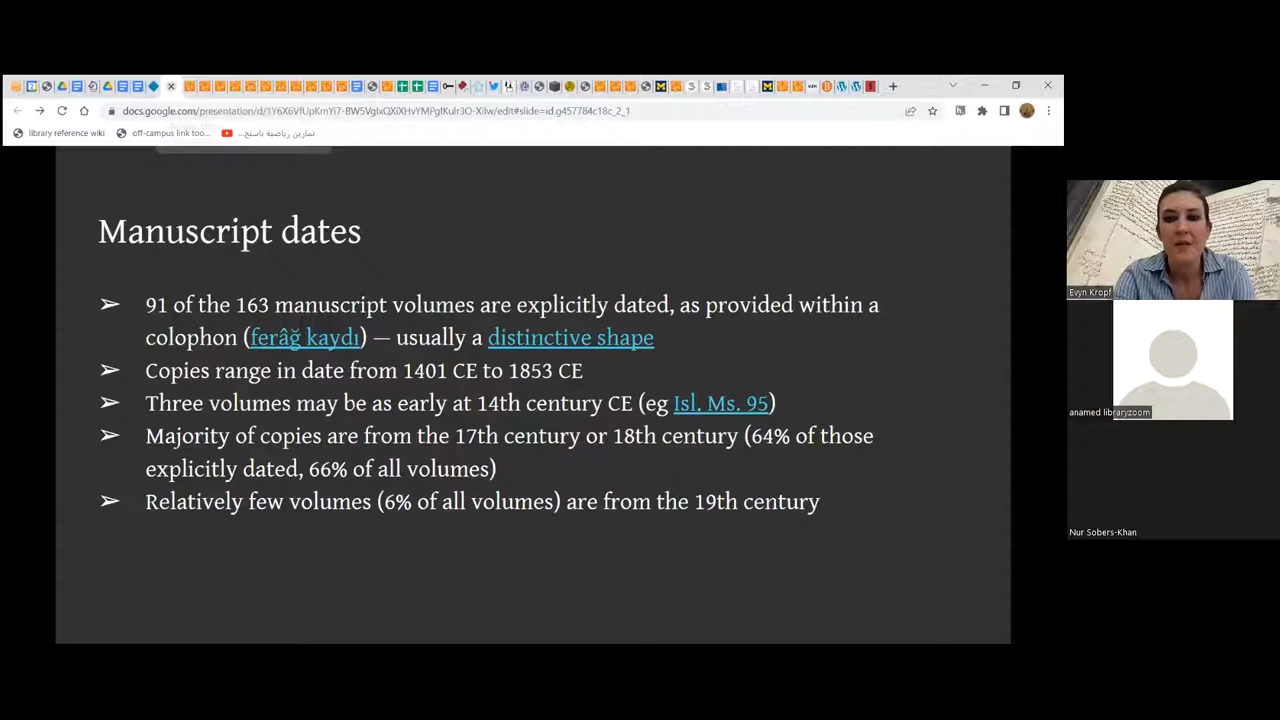 docs.google.com/presentation/d/1Y6X6VfUpKmYi7-BW5VgIxQXiXHvYMPgfKuIr3O-XiIw/edit#slide=id.g457784c18c_2_1
library reference wiki
off-campus link too...
تمارين رياضية باستخ...
Manuscript dates
➢ 91 of the 163 manuscript volumes are explicitly dated, as provided within a
colophon (ferâğ kaydı) — usually a distinctive shape
➢ Copies range in date from 1401 CE to 1853 CE
➢ Three volumes may be as early at 14th century CE (eg Isl. Ms. 95)
➢ Majority of copies are from the 17th century or 18th century (64% of those
explicitly dated, 66% of all volumes)
➢ Relatively few volumes (6% of all volumes) are from the 19th century
Evyn Kropf
anamed libraryzoom
Nur Sobers-Khan